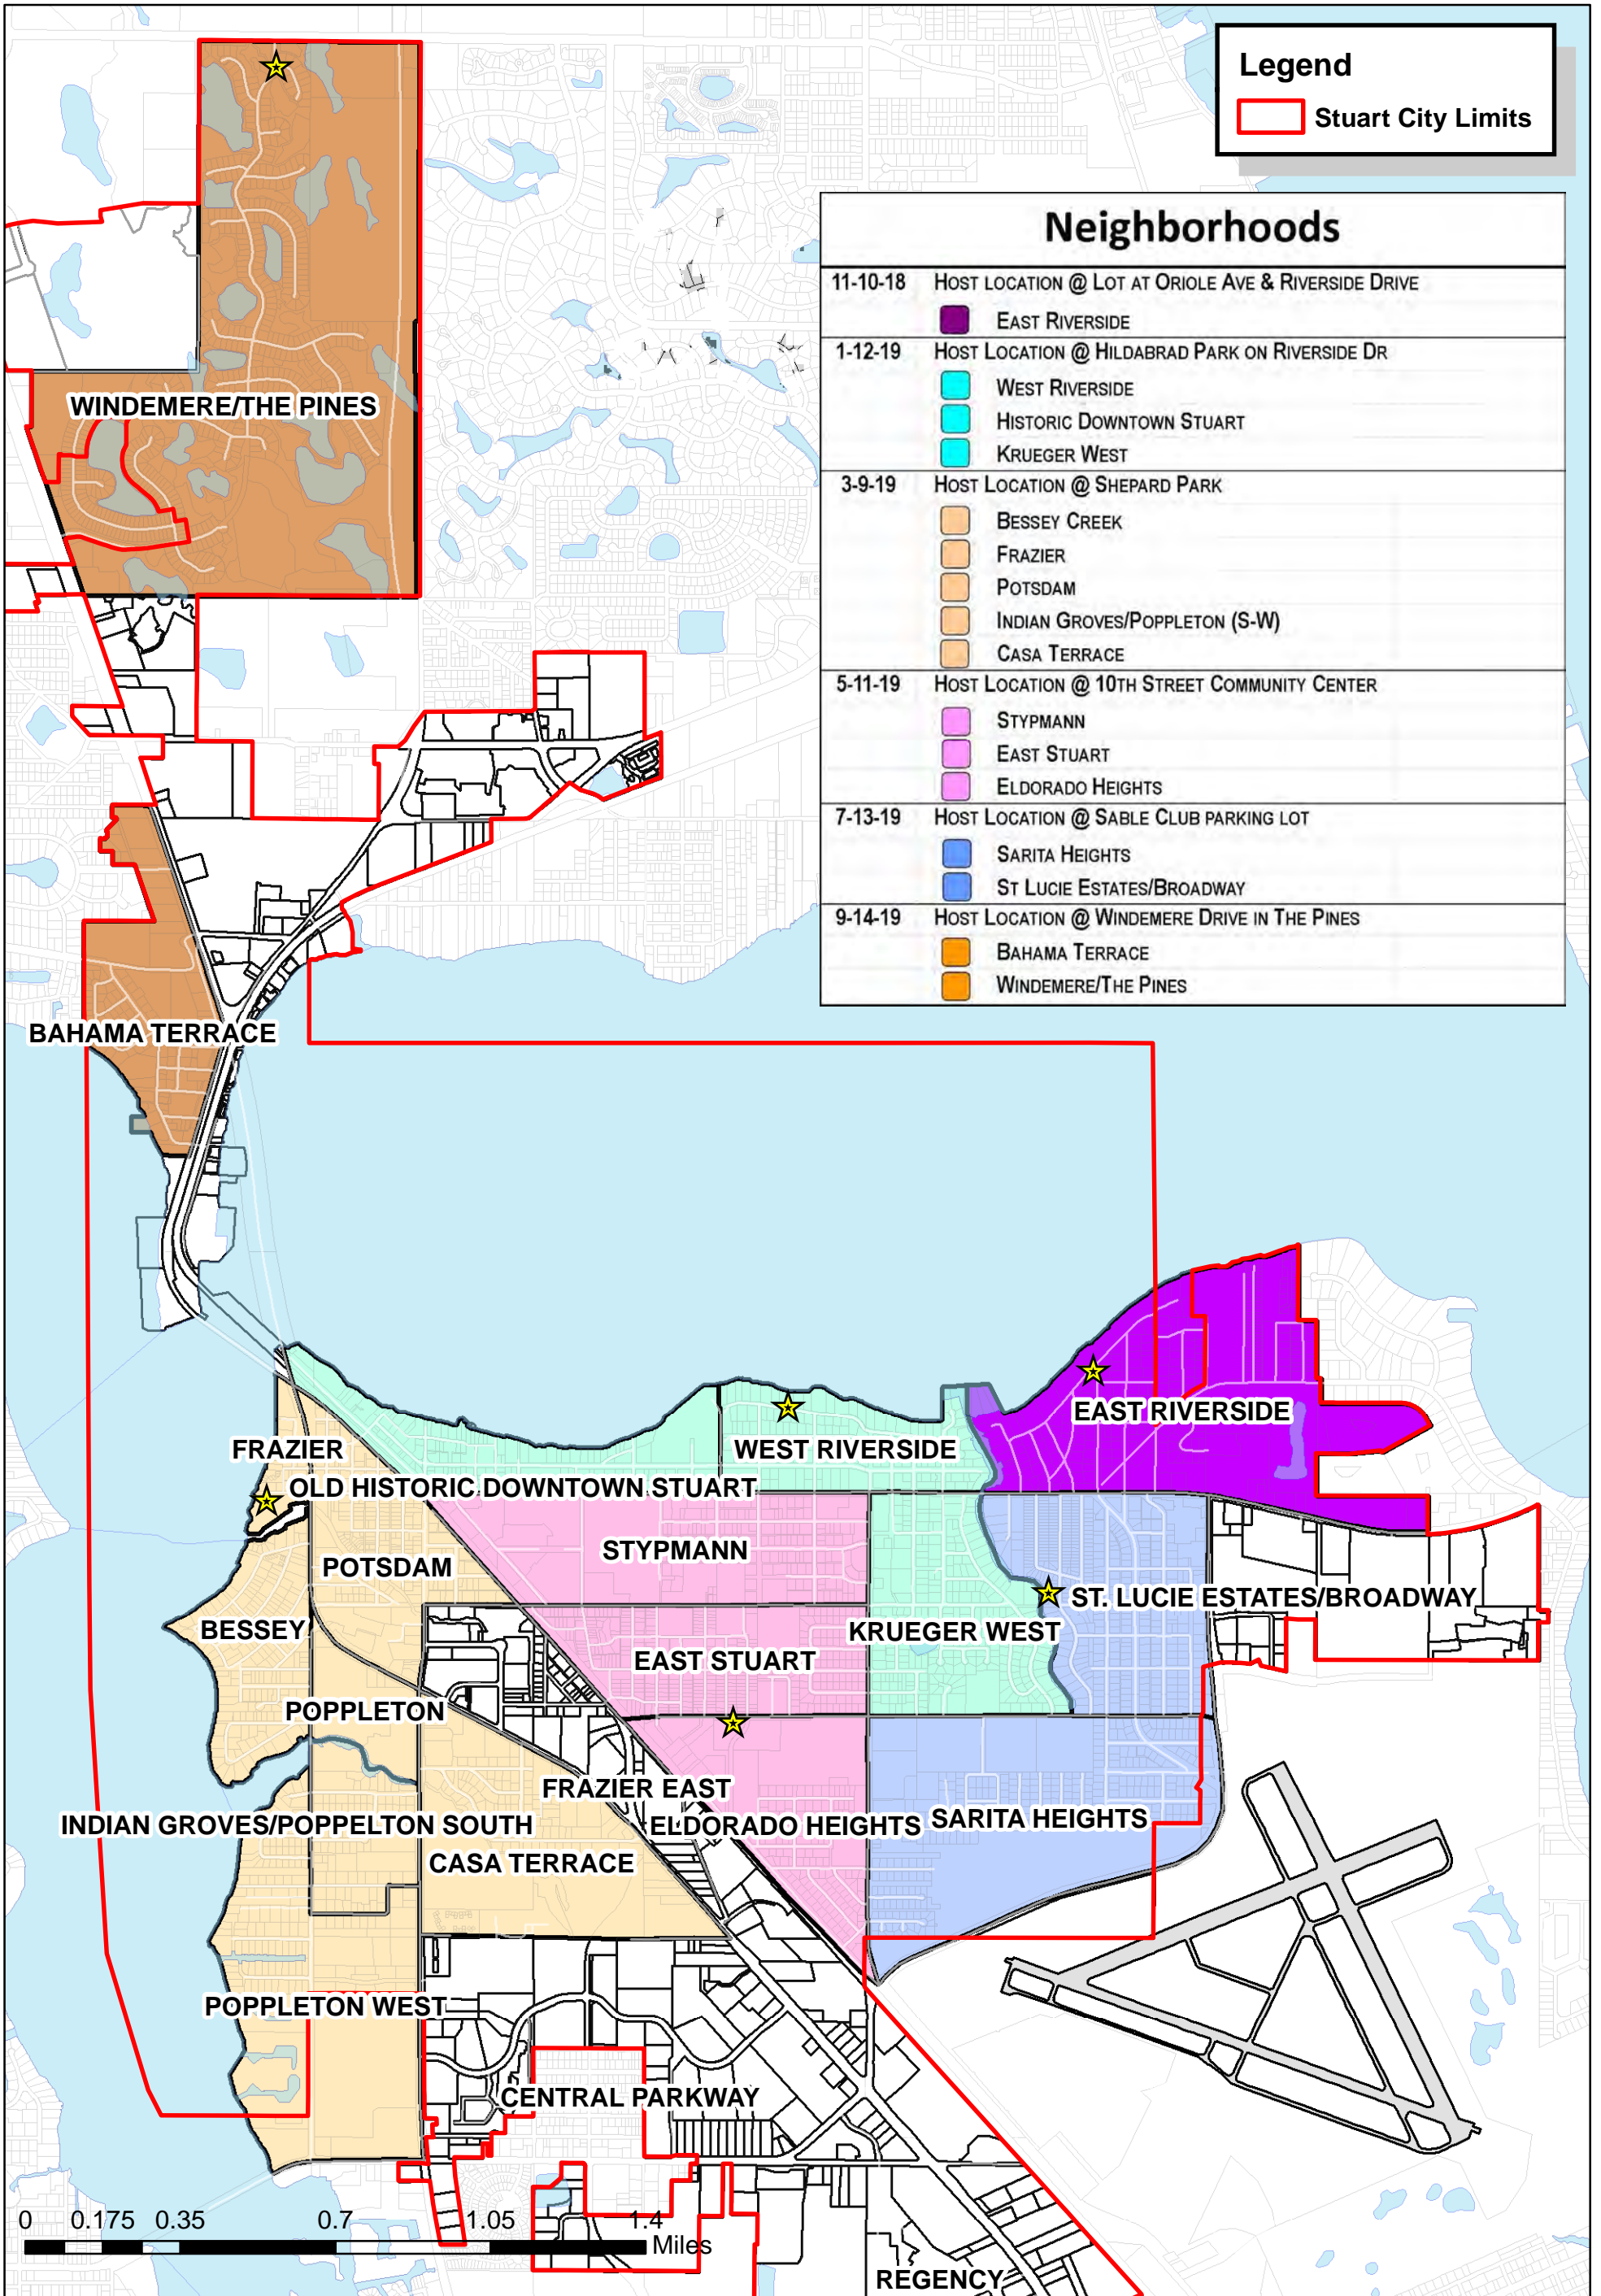 Legend
Stuart City Limits
Neighborhoods
11-10-18 HOST LOCATION @ LOT AT ORIOLE AVE & RIVERSIDE DRIVE
EAST RIVERSIDE
1-12-19 HOST LOCATION @ HILDABRAD PARK ON RIVERSIDE DR
WEST RIVERSIDE
HISTORIC DOWNTOWN STUART
KRUEGER WEST
3-9-19 HOST LOCATION @ SHEPARD PARK
BESSEY CREEK
FRAZIER
POTSDAM
INDIAN GROVES/POPPLETON (S-W)
CASA TERRACE
5-11-19 HOST LOCATION @ 10TH STREET COMMUNITY CENTER
STYPMANN
EAST STUART
ELDORADO HEIGHTS
7-13-19 HOST LOCATION @ SABLE CLUB PARKING LOT
SARITA HEIGHTS
ST LUCIE ESTATES/BROADWAY
9-14-19 HOST LOCATION @ WINDEMERE DRIVE IN THE PINES
BAHAMA TERRACE
WINDEMERE/THE PINES
WINDEMERE/THE PINES
BAHAMA TERRACE
EAST RIVERSIDE
FRAZIER
WEST RIVERSIDE
OLD HISTORIC DOWNTOWN STUART
STYPMANN
POTSDAM
ST. LUCIE ESTATES/BROADWAY
BESSEY
KRUEGER WEST
EAST STUART
POPPLETON
FRAZIER EAST
INDIAN GROVES/POPPELTON SOUTH
ELDORADO HEIGHTS
SARITA HEIGHTS
CASA TERRACE
POPPLETON WEST
CENTRAL PARKWAY
0 0.175 0.35 0.7 1.05 1.4
Miles
REGENCY